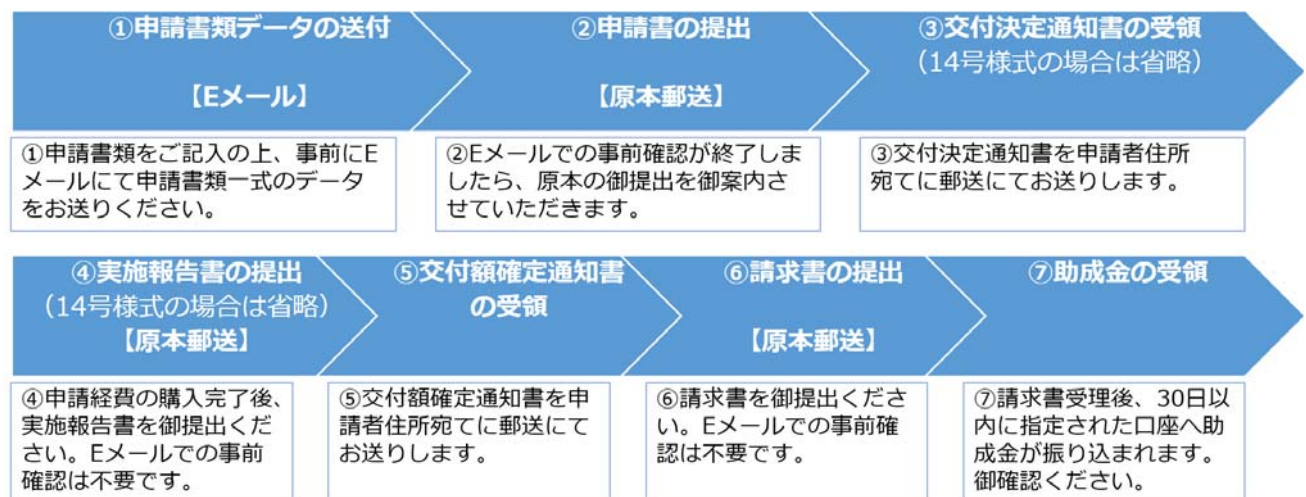 ①申請書類データの送付
【Eメール】
②申請書の提出
【原本郵送】
③交付決定通知書の受領
(14号様式の場合は省略)
①申請書類をご記入の上、事前にE
メールにて申請書類一式のデータ
をお送りください。
②Eメールでの事前確認が終了しま
したら、原本の御提出を御案内さ
せていただきます。
③交付決定通知書を申請者住所
宛てに郵送にてお送りします。
④実施報告書の提出
(14号様式の場合は省略)
【原本郵送】
⑤交付額確定通知書
の受領
⑥請求書の提出
【原本郵送】
⑦助成金の受領
④申請経費の購入完了後、
実施報告書を御提出くだ
さい。Eメールでの事前
確認は不要です。
⑤交付額確定通知書を申
請者住所宛てに郵送にて
お送りします。
⑥請求書を御提出くださ
い。Eメールでの事前確
認は不要です。
⑦請求書受理後、30日以
内に指定された口座へ助
成金が振り込まれます。
御確認ください。